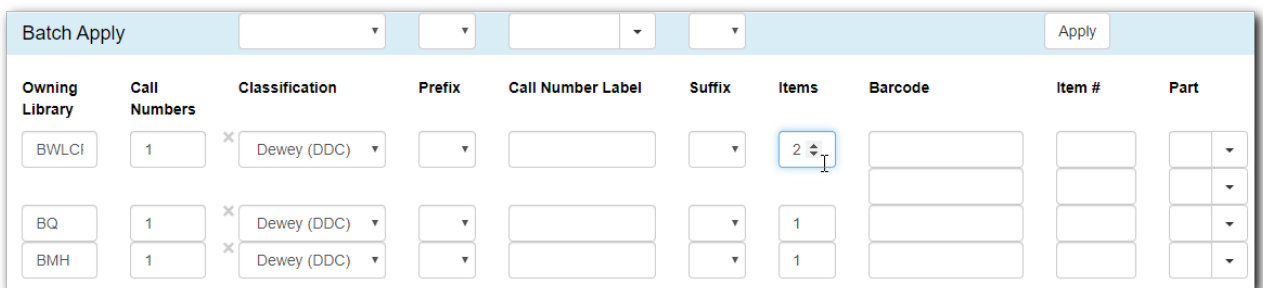 Batch Apply Apply
Owning Library Call Numbers Classification Prefix Call Number Label Suffix Items Barcode Item # Part
BWLCI 1 × Dewey (DDC) 2
BQ 1 × Dewey (DDC) 1
BMH 1 × Dewey (DDC) 1